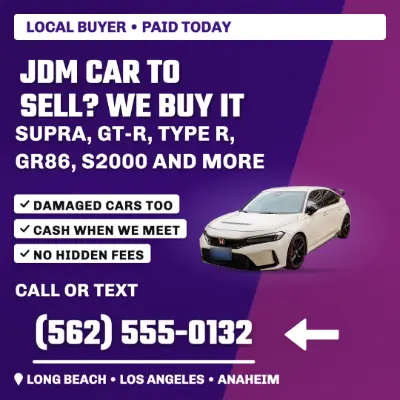 LOCAL BUYER • PAID TODAY
JDM CAR TO
SELL? WE BUY IT
SUPRA, GT-R, TYPE R,
GR86, S2000 AND MORE
✓ DAMAGED CARS TOO
✓ CASH WHEN WE MEET
✓ NO HIDDEN FEES
CALL OR TEXT
(562) 555-0132
LONG BEACH • LOS ANGELES • ANAHEIM